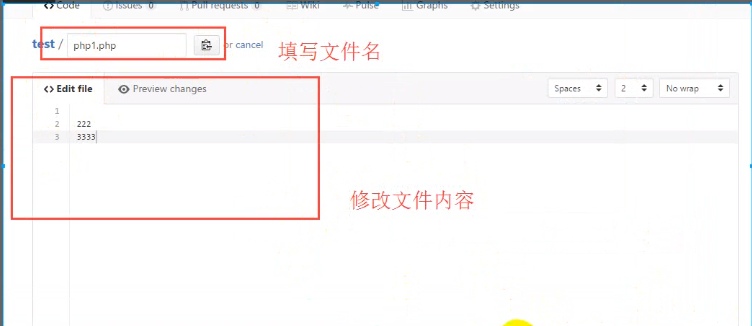 Code Issues 0 Pull requests 0 Wiki Pulse Graphs Settings
test / php1.php or cancel
填写文件名
Edit file Preview changes Spaces 2 No wrap
1
2 222
3 3333
修改文件内容